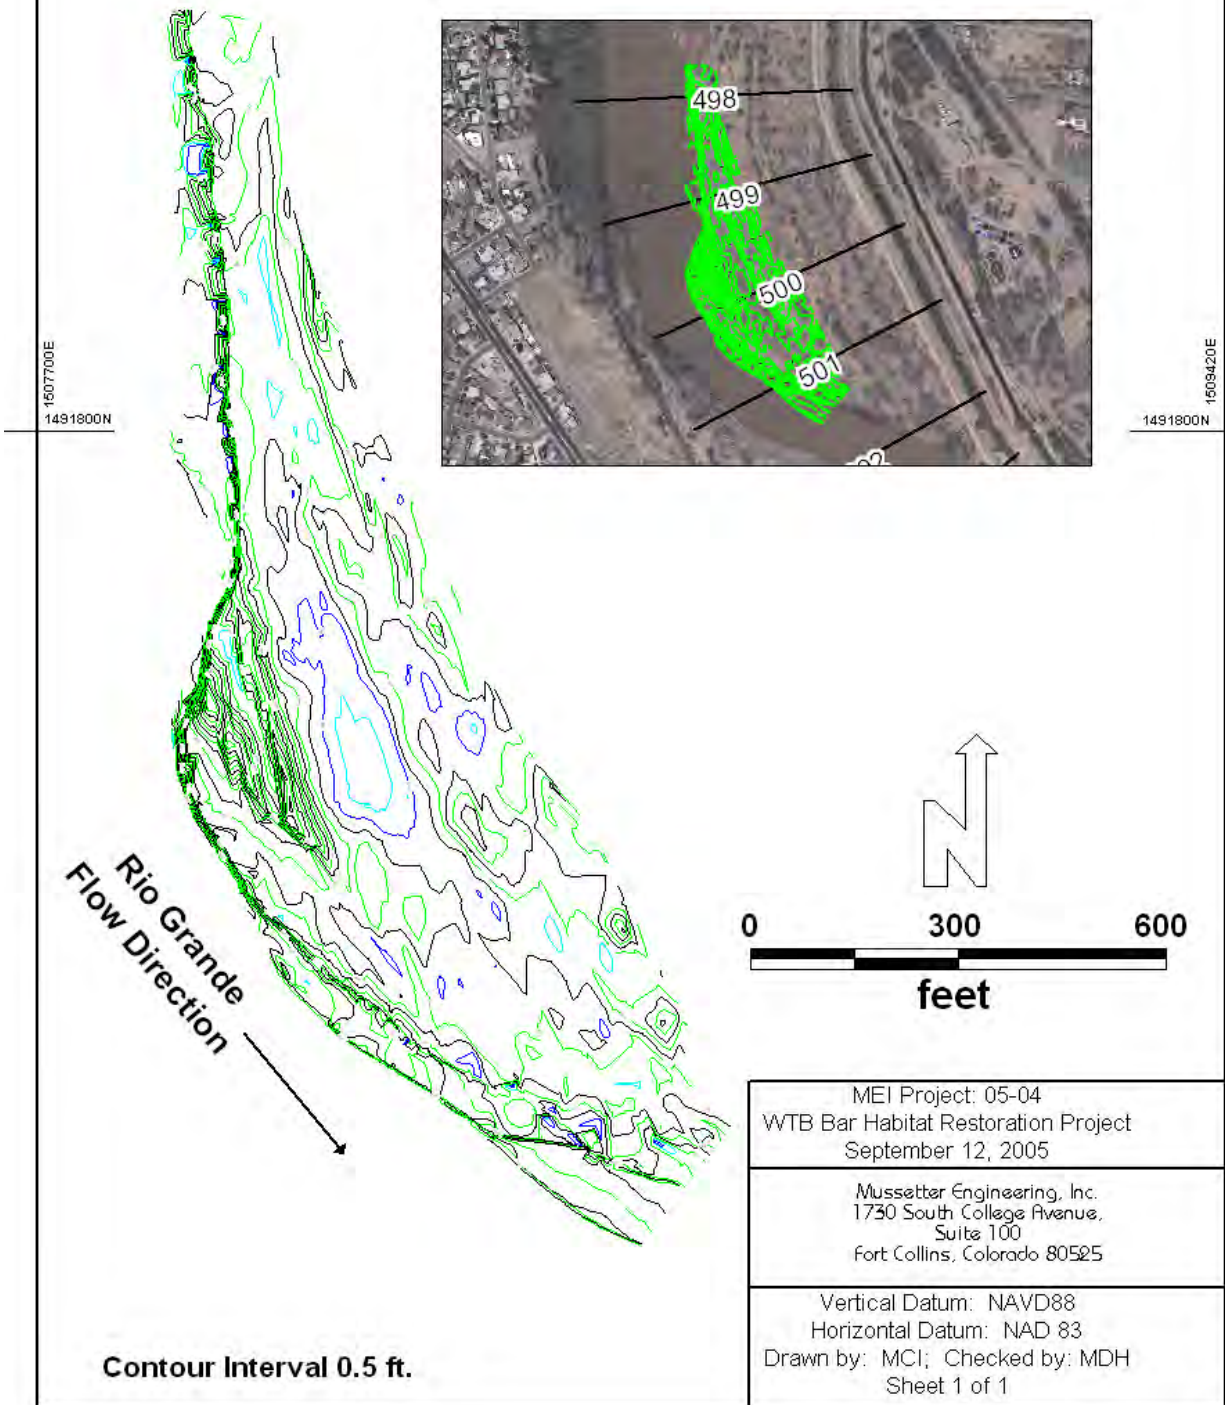 498
499
500
501
02
1507700E
1491800N
1509420E
1491800N
Rio Grande
Flow Direction
N
0 300 600
feet
MEI Project: 05-04
WTB Bar Habitat Restoration Project
September 12, 2005
Mussetter Engineering, Inc.
1730 South College Avenue,
Suite 100
Fort Collins, Colorado 80525
Vertical Datum: NAVD88
Horizontal Datum: NAD 83
Drawn by: MCI; Checked by: MDH
Sheet 1 of 1
Contour Interval 0.5 ft.